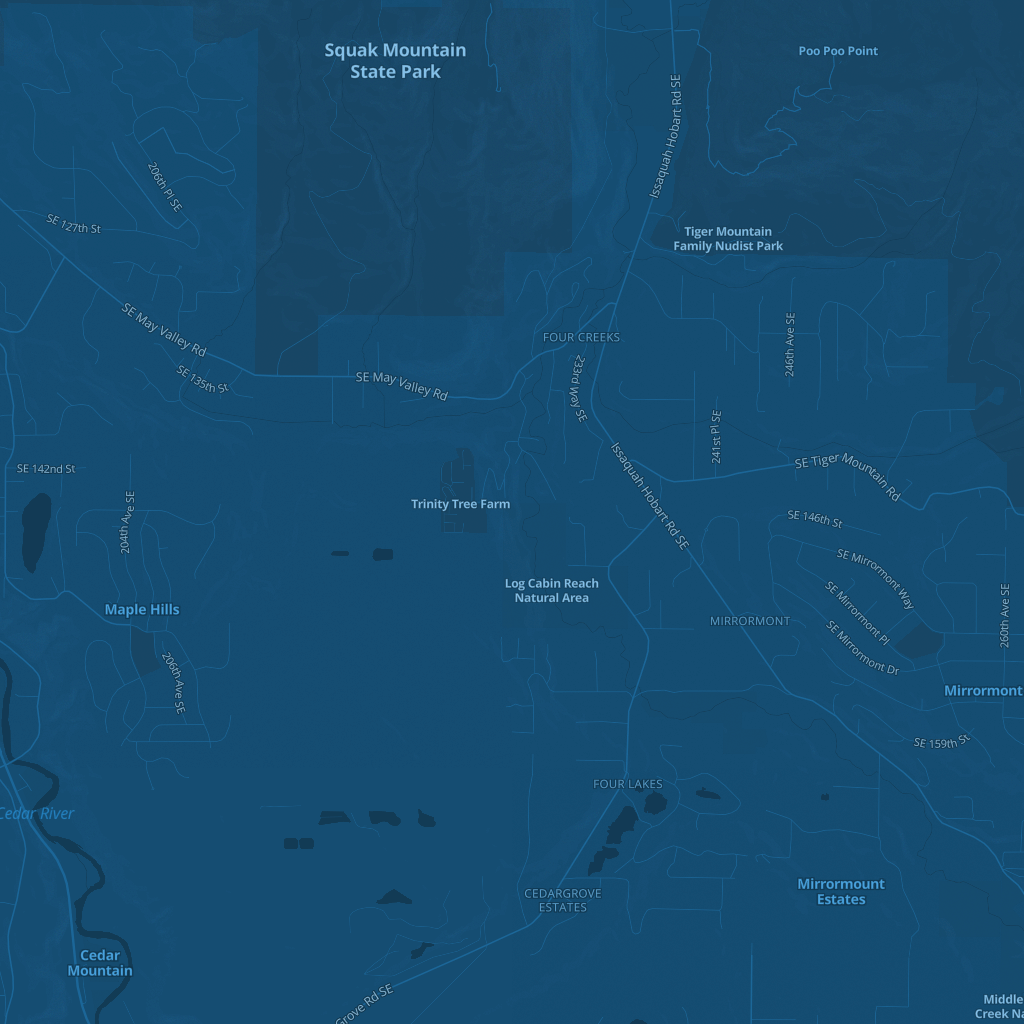 Squak Mountain
State Park
Poo Poo Point
Issaquah Hobart Rd SE
206th Pl SE
SE 127th St
Tiger Mountain
Family Nudist Park
SE May Valley Rd
246th Ave SE
FOUR CREEKS
SE 135th St
SE May Valley Rd
233rd Way SE
241st Pl SE
SE 142nd St
Issaquah Hobart Rd SE
SE Tiger Mountain Rd
204th Ave SE
Trinity Tree Farm
SE 146th St
SE Mirrormont Way
Log Cabin Reach
Natural Area
SE Mirrormont Pl
260th Ave SE
Maple Hills
MIRRORMONT
SE Mirrormont Dr
206th Ave SE
Mirrormont
SE 159th St
FOUR LAKES
Cedar River
CEDARGROVE
ESTATES
Mirrormount
Estates
Cedar
Mountain
Grove Rd SE
Middle
Creek Na